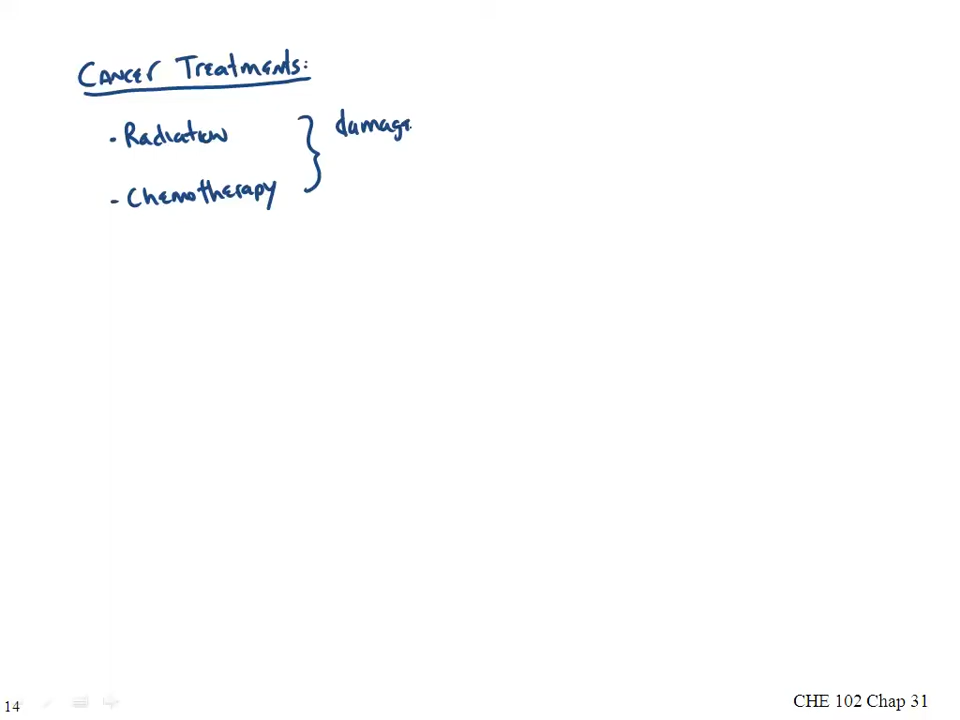 Cancer Treatments:
• Radiation
• Chemotherapy
} damage
14
CHE 102 Chap 31